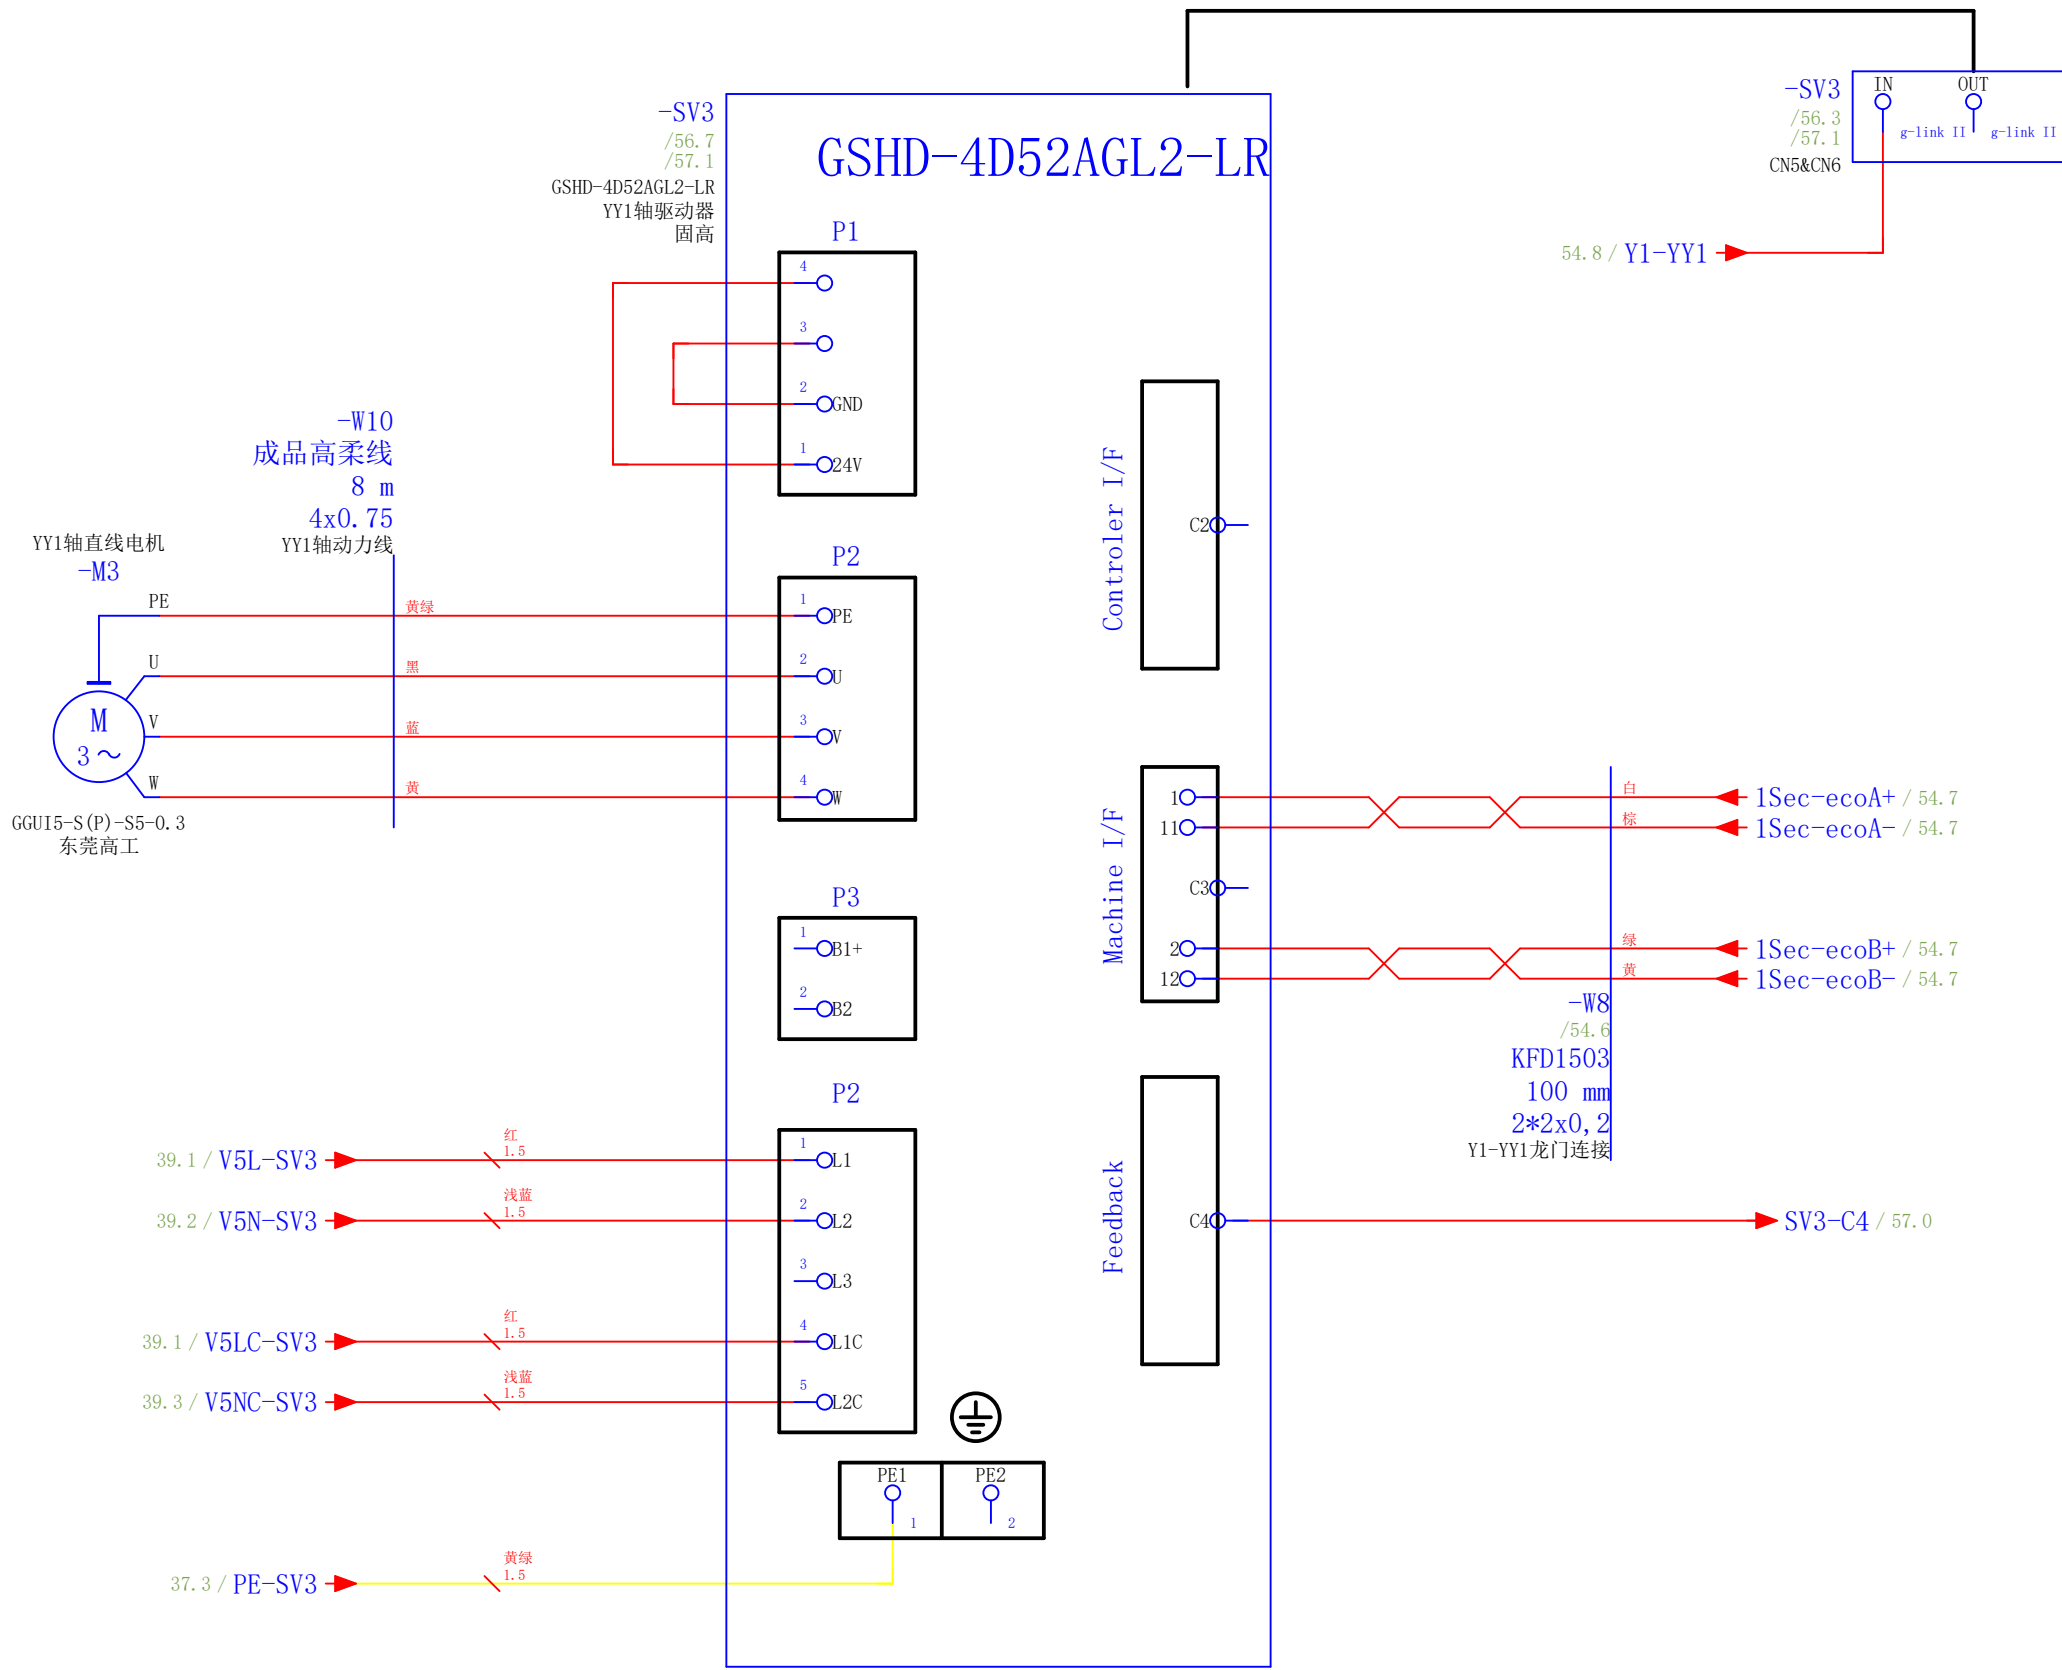 -SV3
/56.7
/57.1
GSHD-4D52AGL2-LR
YY1轴驱动器
固高
GSHD-4D52AGL2-LR
-SV3
/56.3
/57.1
CN5&CN6
IN
OUT
g-link II
g-link II
54.8 / Y1-YY1
P1
4
3
2
GND
1
24V
-W10
成品高柔线
8 m
4x0.75
YY1轴动力线
YY1轴直线电机
-M3
PE
U
V
W
M
3
GGUI5-S(P)-S5-0.3
东莞高工
黄绿
黑
蓝
黄
P2
1
PE
2
U
3
V
4
W
P3
1
B1+
2
B2
P2
1
L1
2
L2
3
L3
4
L1C
5
L2C
39.1 / V5L-SV3
红
1.5
39.2 / V5N-SV3
浅蓝
1.5
39.1 / V5LC-SV3
红
1.5
39.3 / V5NC-SV3
浅蓝
1.5
PE1
1
PE2
2
37.3 / PE-SV3
黄绿
1.5
Controler I/F
C2
Machine I/F
1
11
C3
2
12
白
棕
绿
黄
1Sec-ecoA+ / 54.7
1Sec-ecoA- / 54.7
1Sec-ecoB+ / 54.7
1Sec-ecoB- / 54.7
-W8
/54.6
KFD1503
100 mm
2*2x0,2
Y1-YY1龙门连接
Feedback
C4
SV3-C4 / 57.0